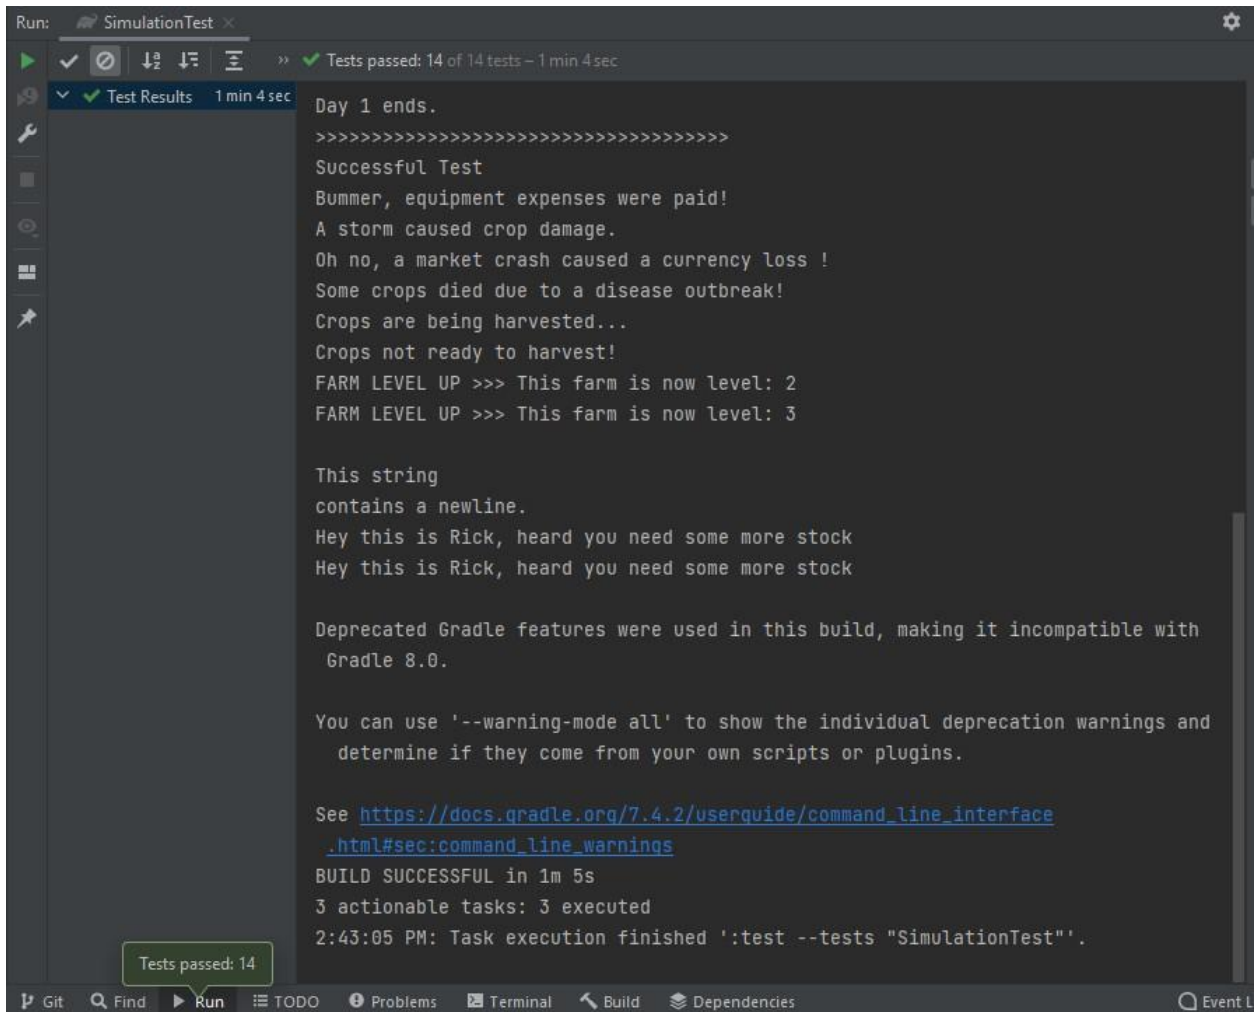 Run: SimulationTest
Tests passed: 14 of 14 tests – 1 min 4 sec
Test Results 1 min 4 sec
Day 1 ends.
>>>>>>>>>>>>>>>>>>>>>>>>>>>>>>>>>>>>>
Successful Test
Bummer, equipment expenses were paid!
A storm caused crop damage.
Oh no, a market crash caused a currency loss !
Some crops died due to a disease outbreak!
Crops are being harvested...
Crops not ready to harvest!
FARM LEVEL UP >>> This farm is now level: 2
FARM LEVEL UP >>> This farm is now level: 3
This string
contains a newline.
Hey this is Rick, heard you need some more stock
Hey this is Rick, heard you need some more stock
Deprecated Gradle features were used in this build, making it incompatible with
Gradle 8.0.
You can use '--warning-mode all' to show the individual deprecation warnings and
determine if they come from your own scripts or plugins.
See https://docs.gradle.org/7.4.2/userguide/command_line_interface
.html#sec:command_line_warnings
BUILD SUCCESSFUL in 1m 5s
3 actionable tasks: 3 executed
2:43:05 PM: Task execution finished ':test --tests "SimulationTest"'.
Tests passed: 14
Git Find Run TODO Problems Terminal Build Dependencies Event L